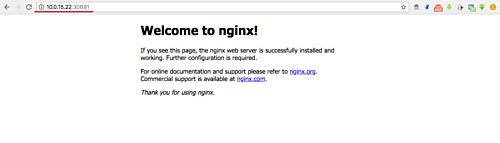 10.0.15.22:30691
Welcome to nginx!
If you see this page, the nginx web server is successfully installed and
working. Further configuration is required.
For online documentation and support please refer to nginx.org.
Commercial support is available at nginx.com.
Thank you for using nginx.